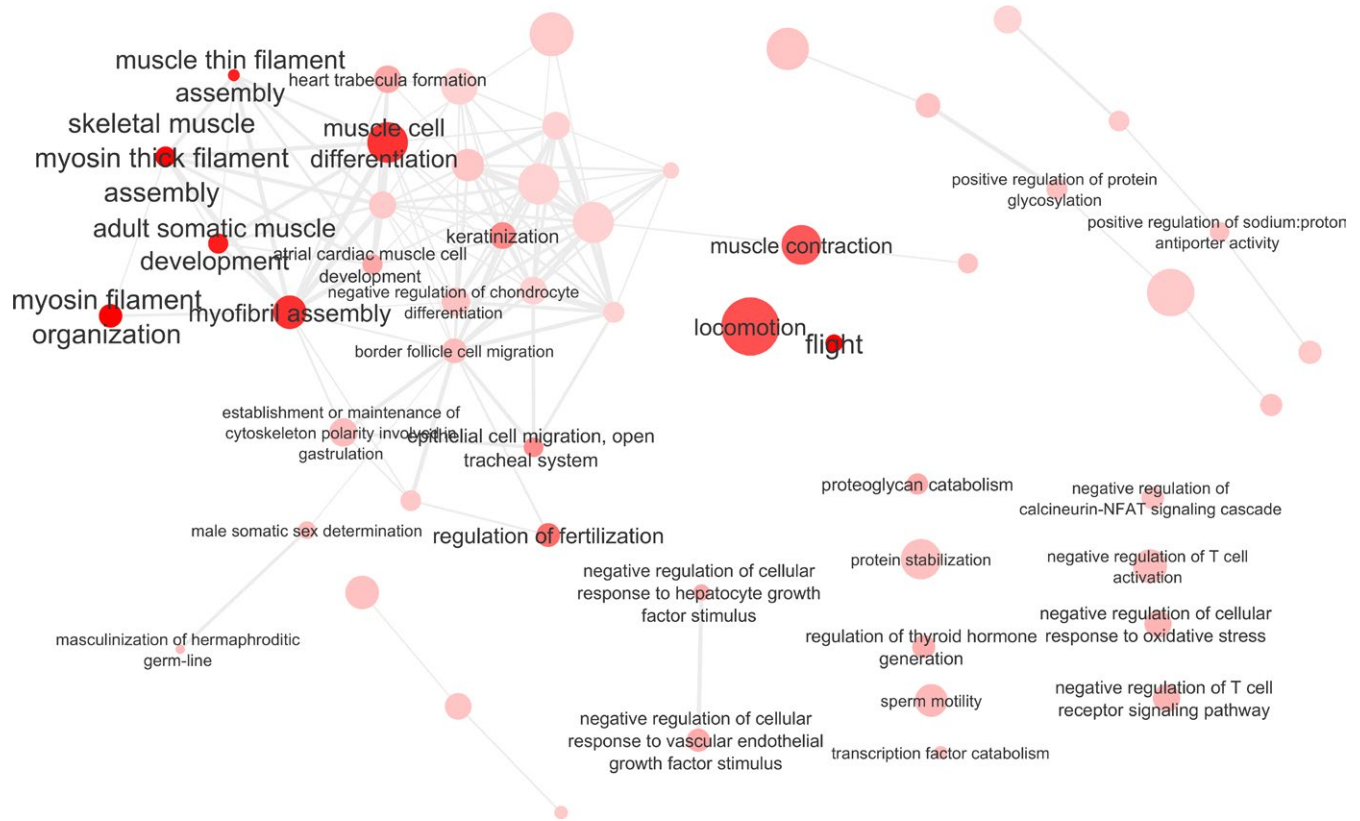 muscle thin filament
assembly
heart trabecula formation
skeletal muscle
myosin thick filament
assembly
muscle cell
differentiation
adult somatic muscle
development
atrial cardiac muscle cell
development
keratinization
negative regulation of chondrocyte
differentiation
myosin filament
organization
myofibril assembly
border follicle cell migration
establishment or maintenance of
cytoskeleton polarity involved in
gastrulation
epithelial cell migration, open
tracheal system
male somatic sex determination
regulation of fertilization
masculinization of hermaphroditic
germ-line
negative regulation of cellular
response to hepatocyte growth
factor stimulus
negative regulation of cellular
response to vascular endothelial
growth factor stimulus
muscle contraction
locomotion
flight
positive regulation of protein
glycosylation
positive regulation of sodium:proton
antiporter activity
proteoglycan catabolism
negative regulation of
calcineurin-NFAT signaling cascade
protein stabilization
negative regulation of T cell
activation
regulation of thyroid hormone
generation
negative regulation of cellular
response to oxidative stress
sperm motility
negative regulation of T cell
receptor signaling pathway
transcription factor catabolism